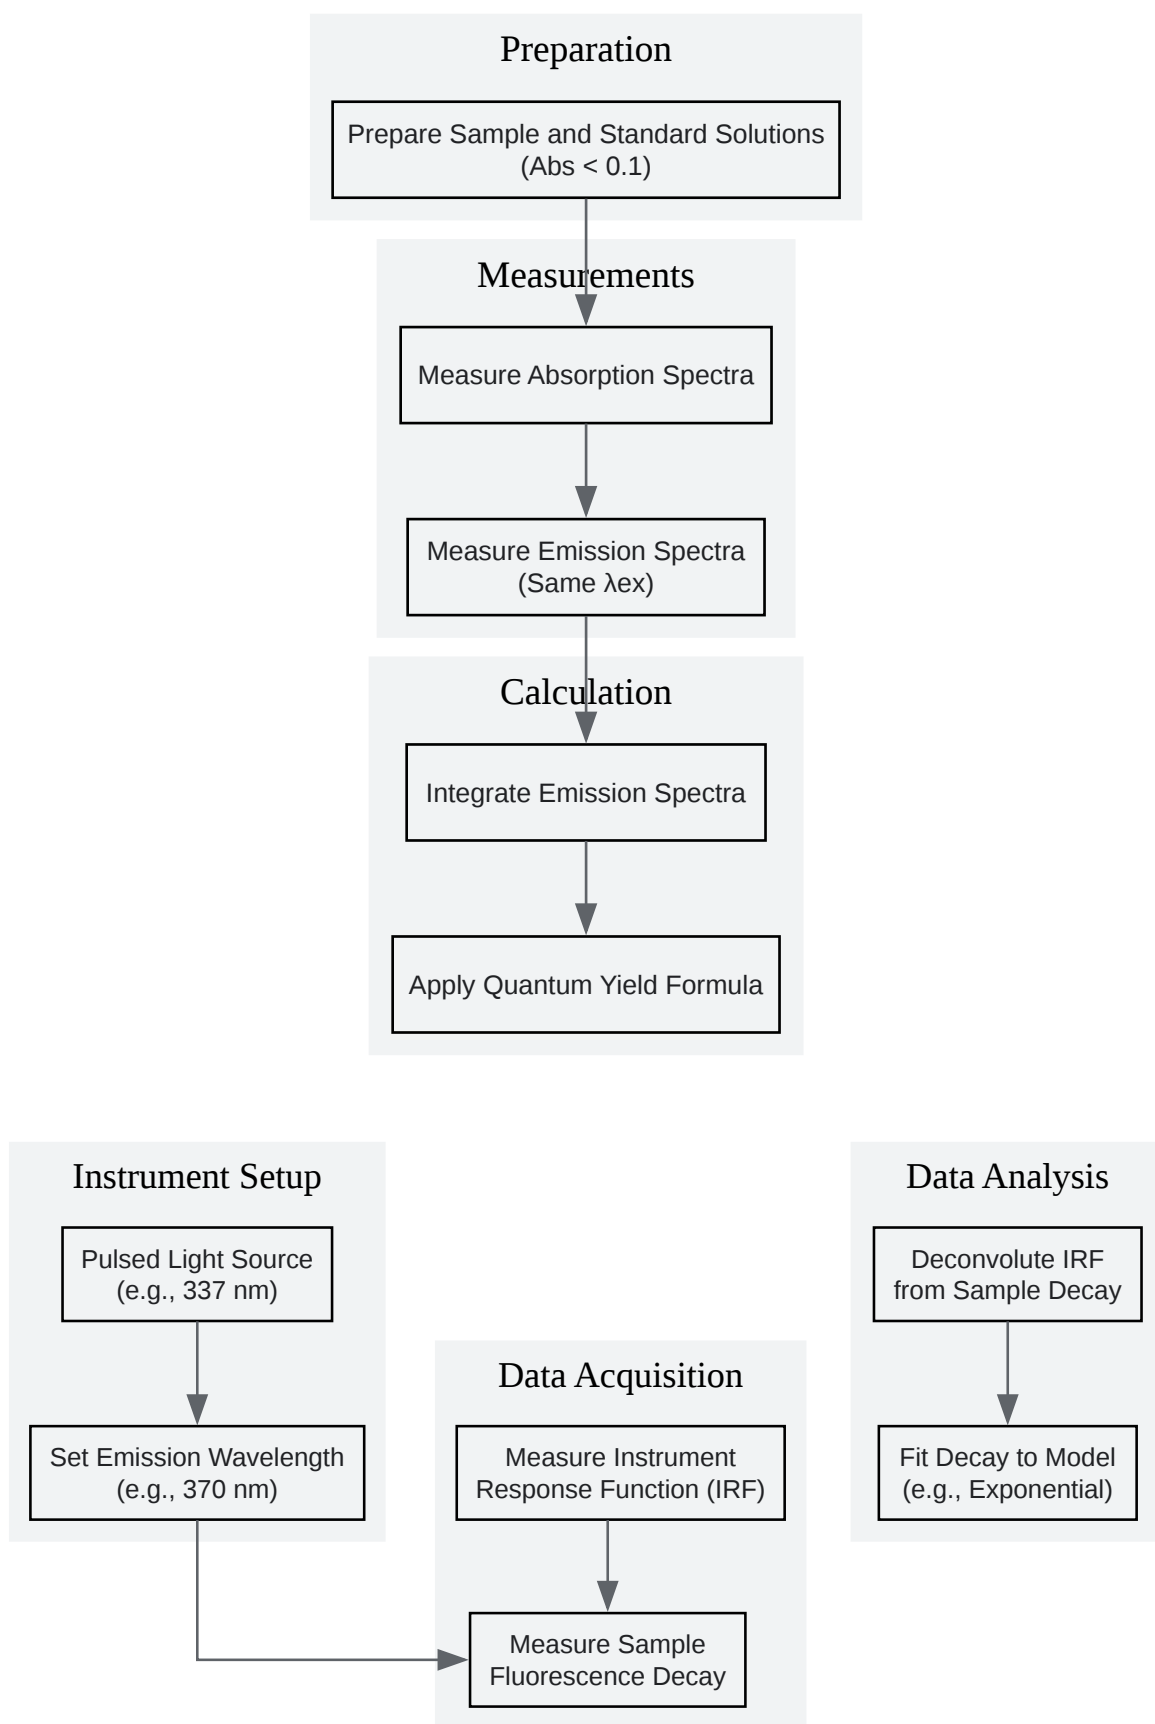 Preparation
Prepare Sample and Standard Solutions
(Abs < 0.1)
Measurements
Measure Absorption Spectra
Measure Emission Spectra
(Same λex)
Calculation
Integrate Emission Spectra
Apply Quantum Yield Formula
Instrument Setup
Pulsed Light Source
(e.g., 337 nm)
Set Emission Wavelength
(e.g., 370 nm)
Data Acquisition
Measure Instrument
Response Function (IRF)
Measure Sample
Fluorescence Decay
Data Analysis
Deconvolute IRF
from Sample Decay
Fit Decay to Model
(e.g., Exponential)